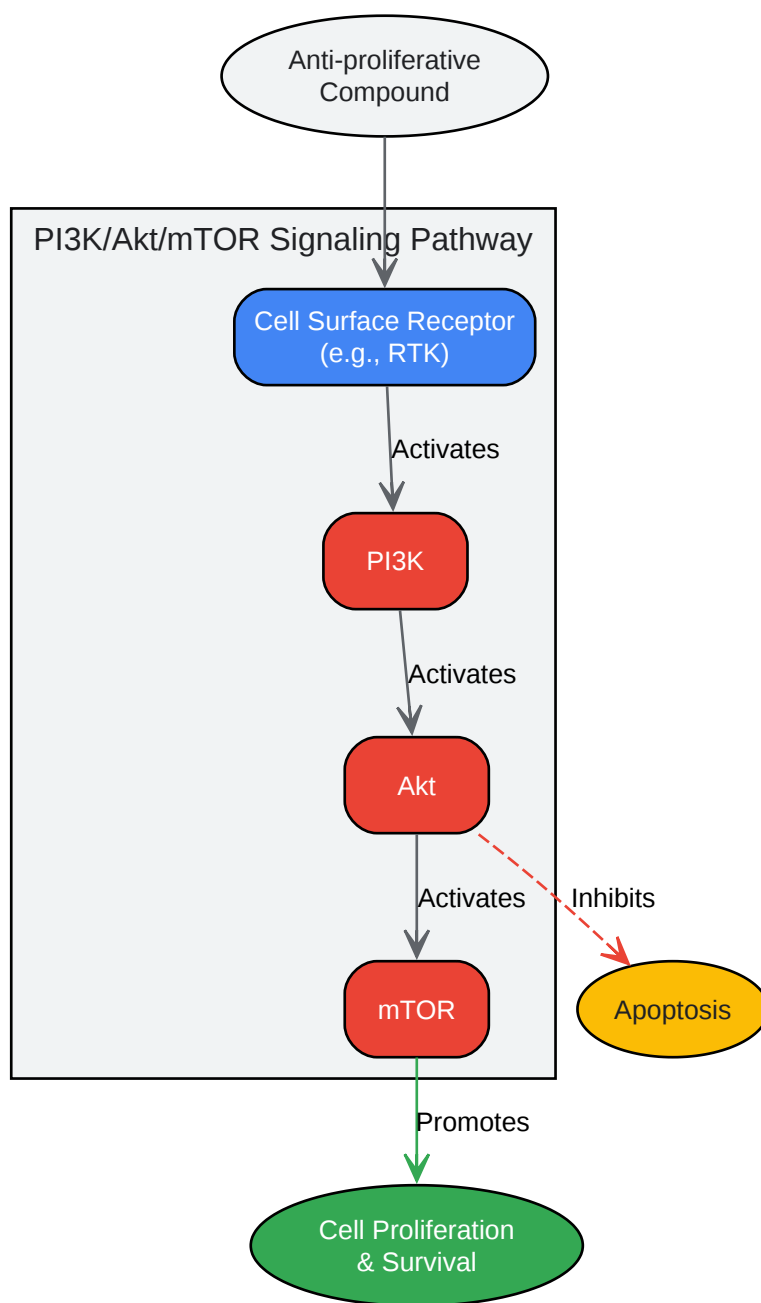 Anti-proliferative
Compound
PI3K/Akt/mTOR Signaling Pathway
Cell Surface Receptor
(e.g., RTK)
Activates
PI3K
Activates
Akt
Activates
Inhibits
mTOR
Apoptosis
Promotes
Cell Proliferation
& Survival